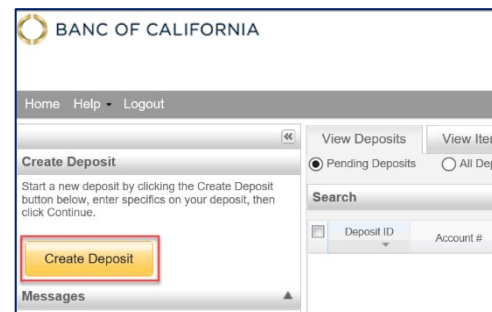 BANC OF CALIFORNIA
Home Help Logout
View Deposits
Create Deposit
Pending Deposits
Start a new deposit by clicking the Create Deposit
button below, enter specifics on your deposit, then
click Continue.
Search
Deposit ID
Account #
Create Deposit
Messages